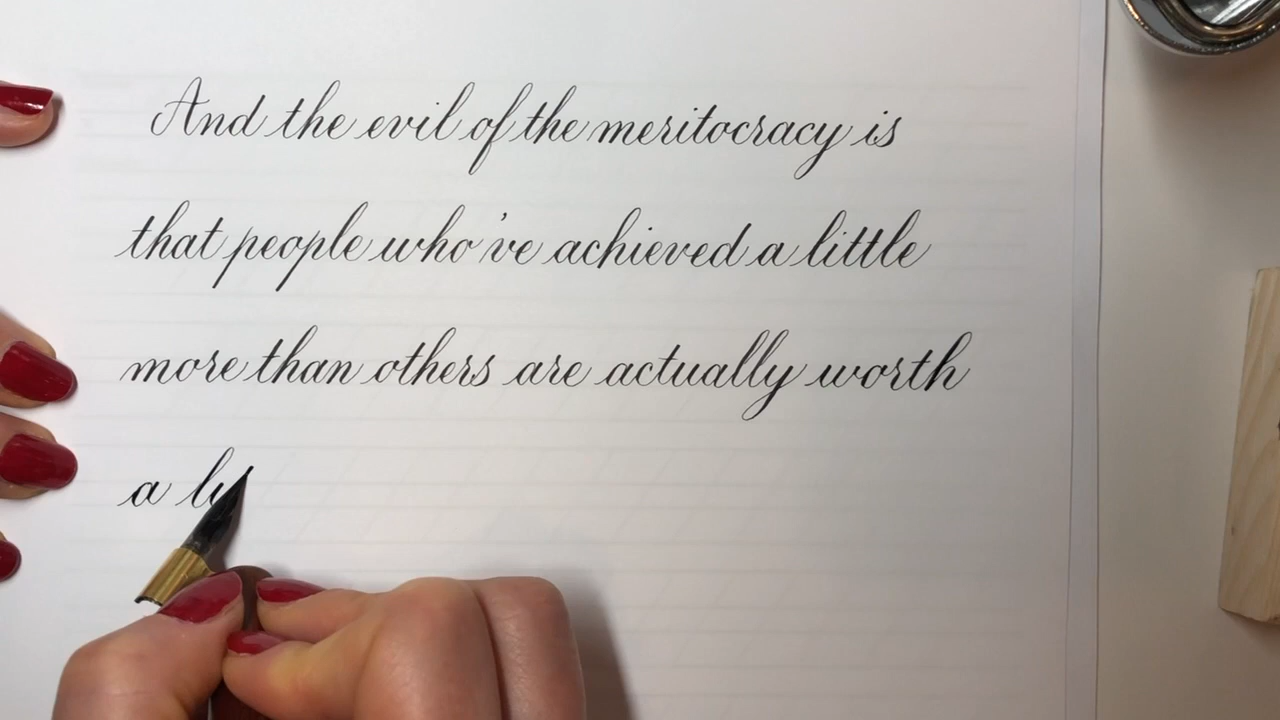 And the evil of the meritocracy is
that people who've achieved a little
more than others are actually worth
a